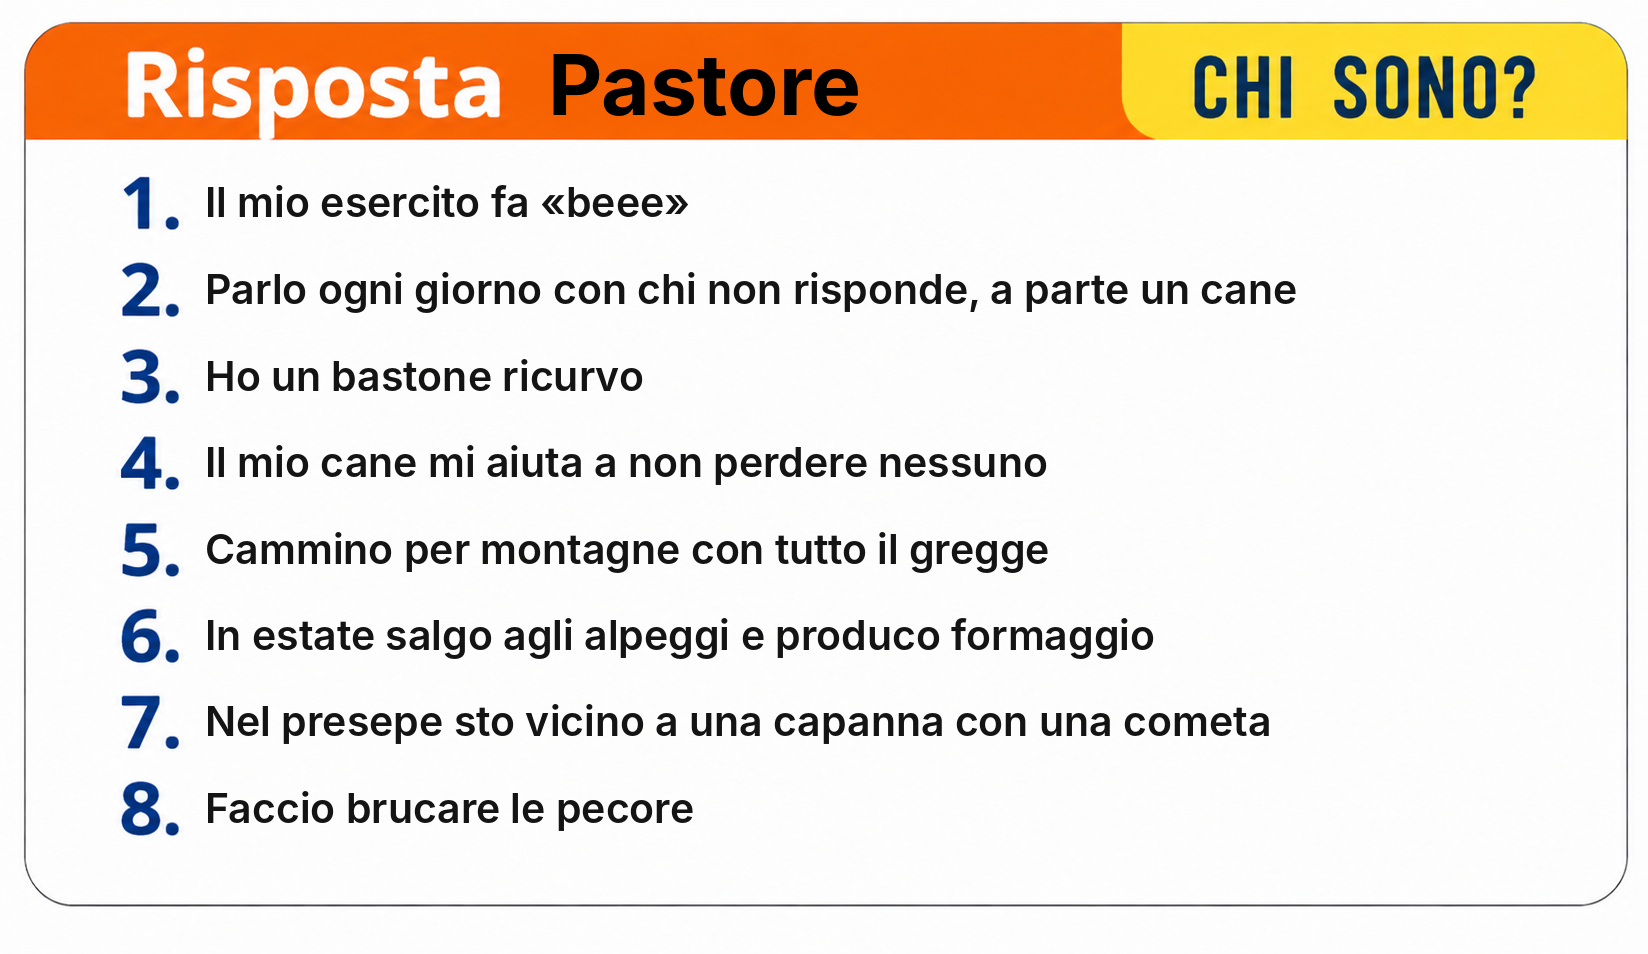 Risposta Pastore CHI SONO?
1. Il mio esercito fa «beee»
2. Parlo ogni giorno con chi non risponde, a parte un cane
3. Ho un bastone ricurvo
4. Il mio cane mi aiuta a non perdere nessuno
5. Cammino per montagne con tutto il gregge
6. In estate salgo agli alpeggi e produco formaggio
7. Nel presepe sto vicino a una capanna con una cometa
8. Faccio brucare le pecore